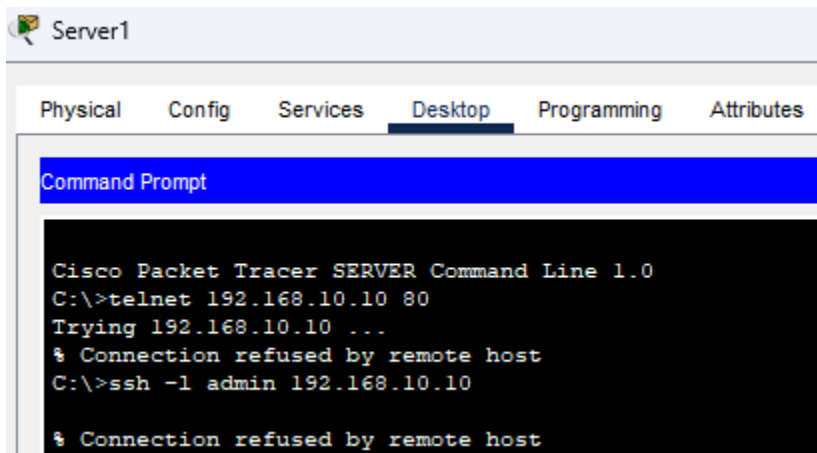 Server1
Physical Config Services Desktop Programming Attributes
Command Prompt
Cisco Packet Tracer SERVER Command Line 1.0
C:\>telnet 192.168.10.10 80
Trying 192.168.10.10 ...
% Connection refused by remote host
C:\>ssh -l admin 192.168.10.10
% Connection refused by remote host